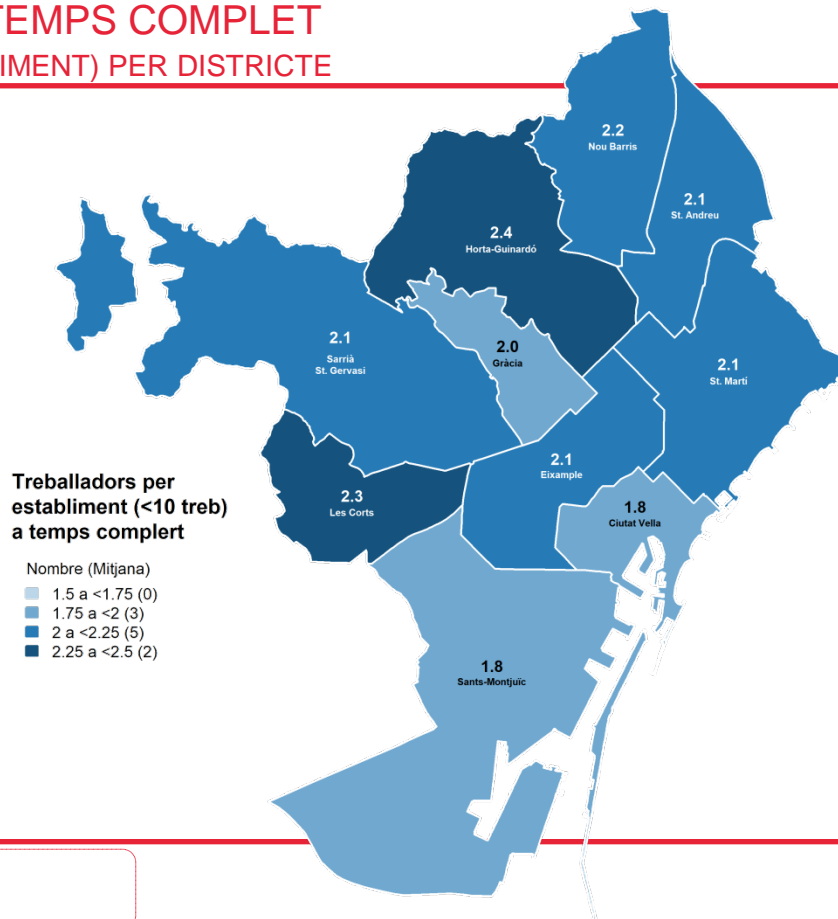 TEMPS COMPLET
IMENT) PER DISTRICTE
2.2
Nou Barris
2.1
St. Andreu
2.4
Horta-Guinardó
2.1
Sarrià
St. Gervasi
2.0
Gràcia
2.1
St. Martí
2.1
Eixample
2.3
Les Corts
1.8
Ciutat Vella
1.8
Sants-Montjuïc
Treballadors per
establiment (<10 treb)
a temps complert
Nombre (Mitjana)
1.5 a <1.75 (0)
1.75 a <2 (3)
2 a <2.25 (5)
2.25 a <2.5 (2)